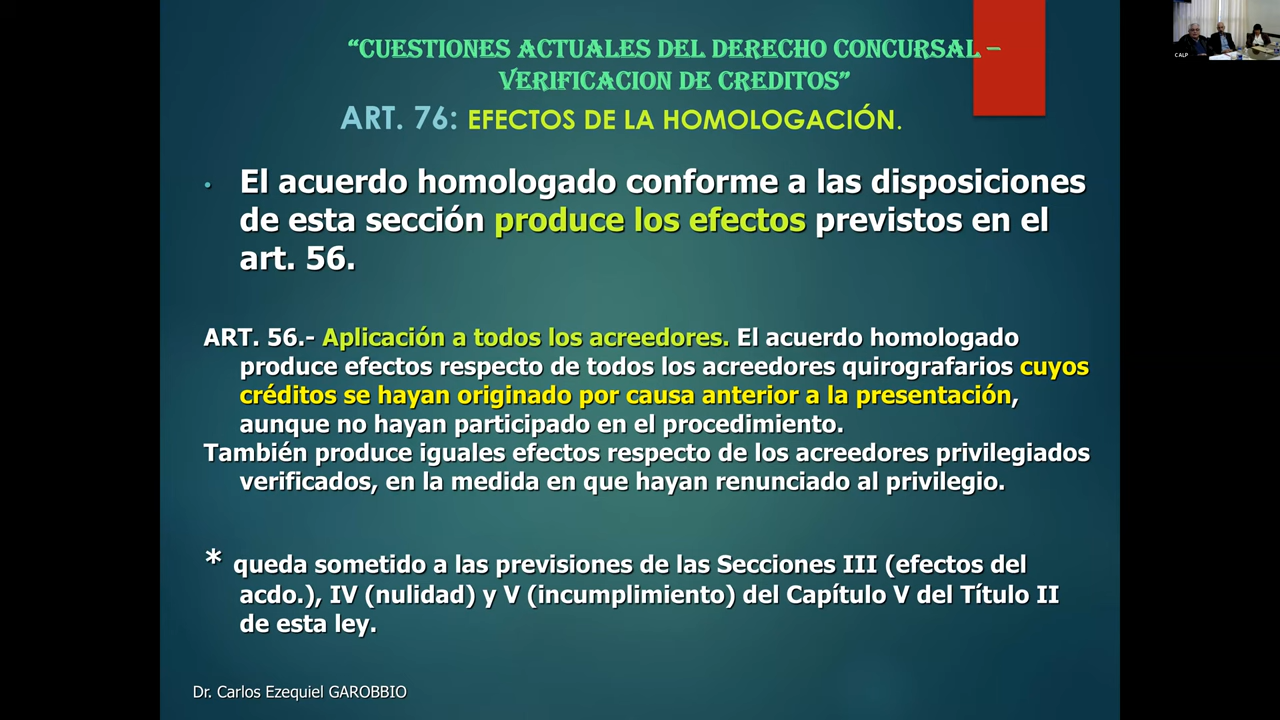 “CUESTIONES ACTUALES DEL DERECHO CONCURSAL –
VERIFICACION DE CREDITOS”
ART. 76: EFECTOS DE LA HOMOLOGACIÓN.
• El acuerdo homologado conforme a las disposiciones
de esta sección produce los efectos previstos en el
art. 56.
ART. 56.- Aplicación a todos los acreedores. El acuerdo homologado
produce efectos respecto de todos los acreedores quirografarios cuyos
créditos se hayan originado por causa anterior a la presentación,
aunque no hayan participado en el procedimiento.
También produce iguales efectos respecto de los acreedores privilegiados
verificados, en la medida en que hayan renunciado al privilegio.
* queda sometido a las previsiones de las Secciones III (efectos del
acdo.), IV (nulidad) y V (incumplimiento) del Capítulo V del Título II
de esta ley.
Dr. Carlos Ezequiel GAROBBIO
CALP